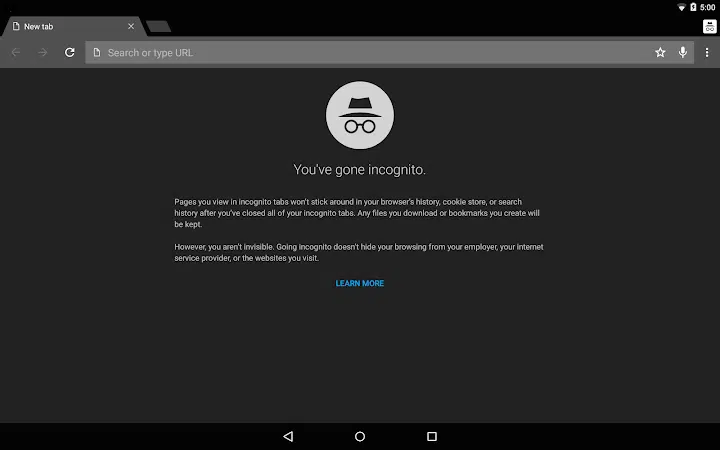 5:00
New tab
Search or type URL
You've gone incognito.
Pages you view in incognito tabs won't stick around in your browser's history, cookie store, or search
history after you've closed all of your incognito tabs. Any files you download or bookmarks you create will
be kept.
However, you aren't invisible. Going incognito doesn't hide your browsing from your employer, your internet
service provider, or the websites you visit.
LEARN MORE